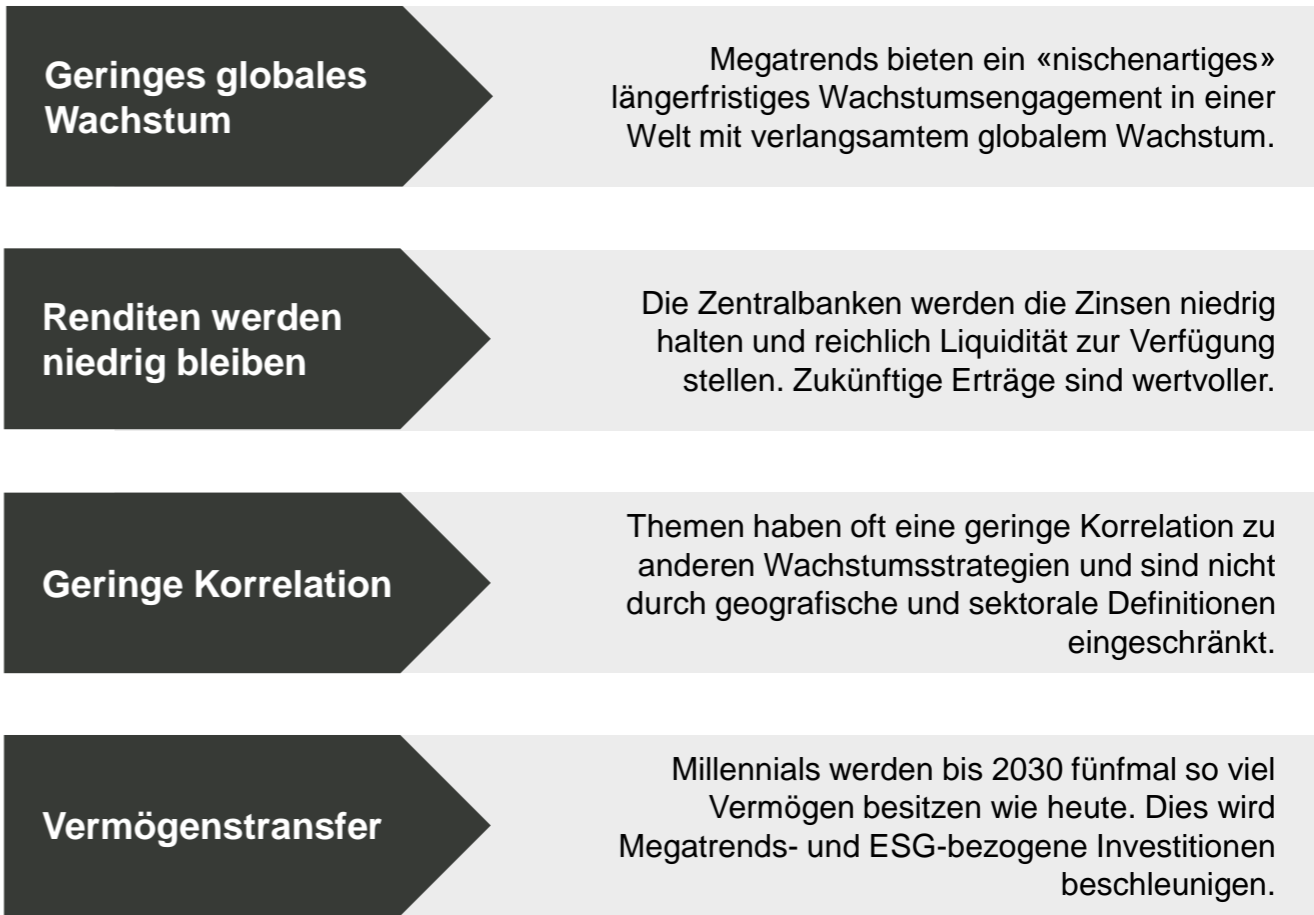 Geringes globales
Wachstum
Megatrends bieten ein «nischenartiges»
längerfristiges Wachstumsengagement in einer
Welt mit verlangsamtem globalem Wachstum.
Renditen werden
niedrig bleiben
Die Zentralbanken werden die Zinsen niedrig
halten und reichlich Liquidität zur Verfügung
stellen. Zukünftige Erträge sind wertvoller.
Geringe Korrelation
Themen haben oft eine geringe Korrelation zu
anderen Wachstumsstrategien und sind nicht
durch geografische und sektorale Definitionen
eingeschränkt.
Vermögenstransfer
Millennials werden bis 2030 fünfmal so viel
Vermögen besitzen wie heute. Dies wird
Megatrends- und ESG-bezogene Investitionen
beschleunigen.